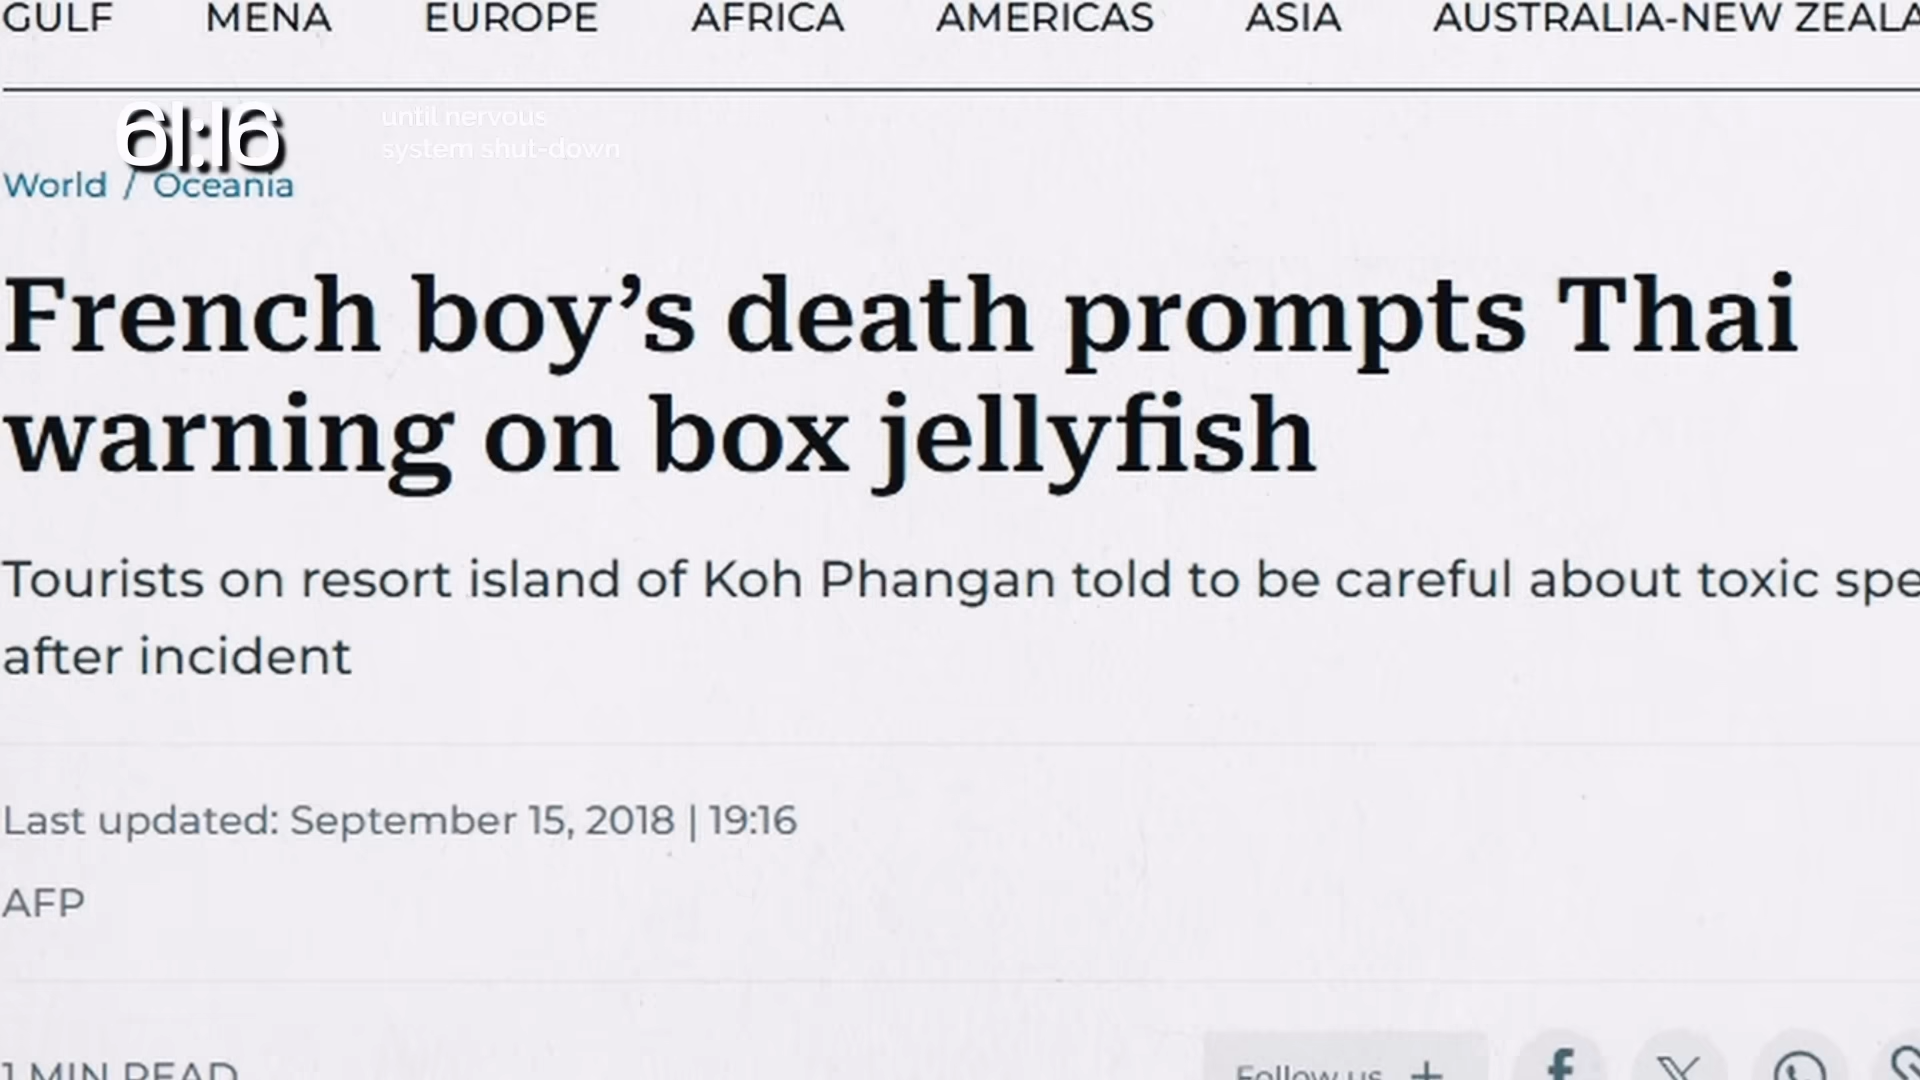 GULF MENA EUROPE AFRICA AMERICAS ASIA AUSTRALIA-NEW ZEALA
61:16 until nervous
system shut-down
World / Oceania
French boy’s death prompts Thai
warning on box jellyfish
Tourists on resort island of Koh Phangan told to be careful about toxic spe
after incident
Last updated: September 15, 2018 | 19:16
AFP
1 MIN READ
Follow us +